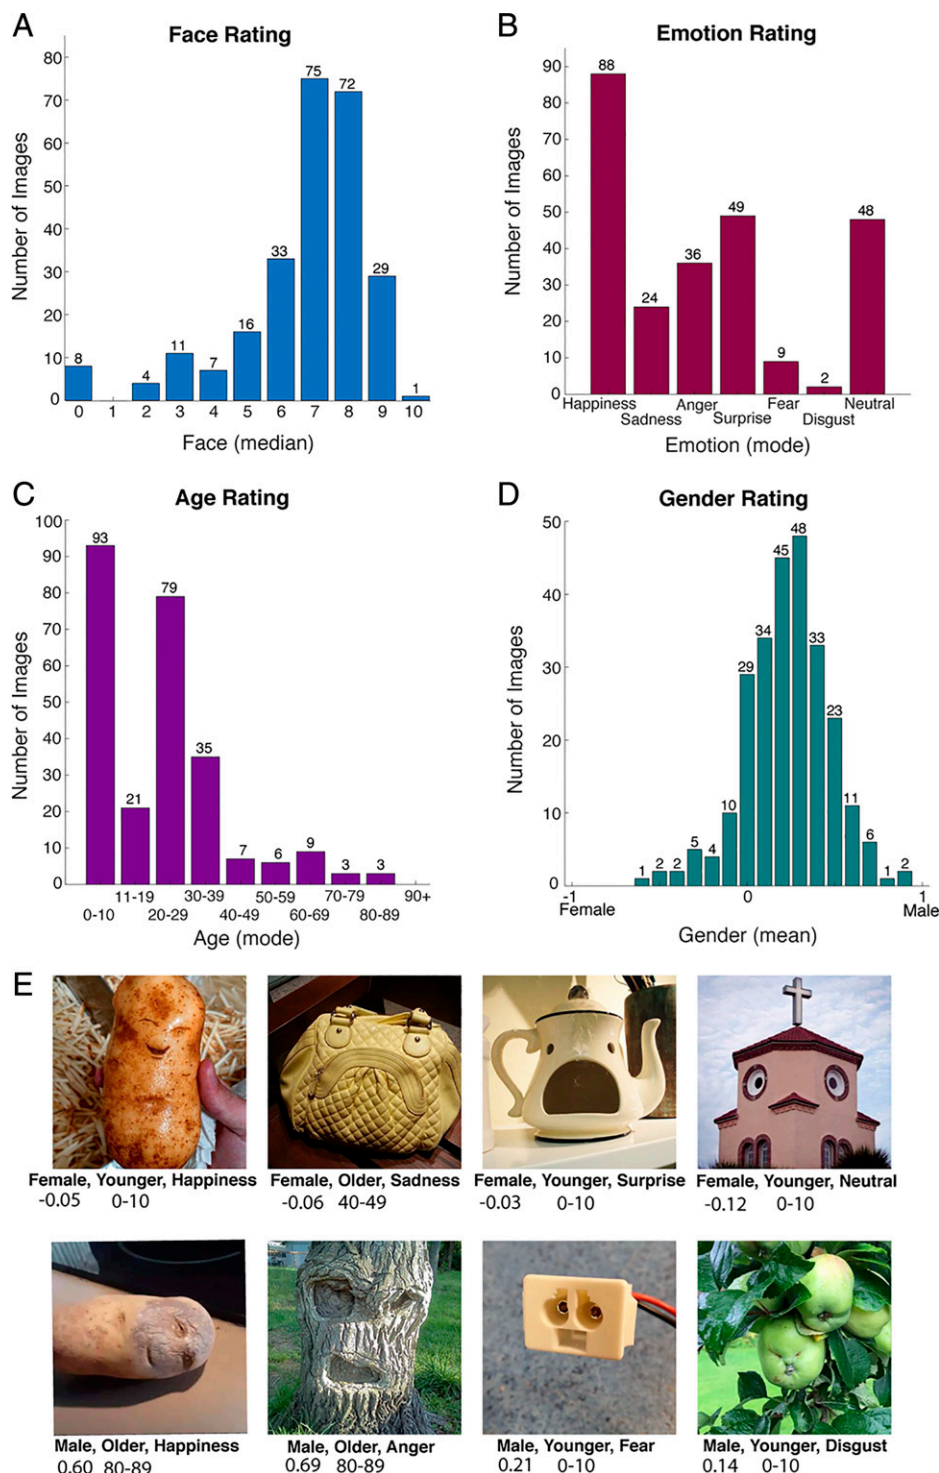 A
Face Rating
80
70
60
50
40
30
20
10
0
Number of Images
8
4
11
7
16
33
75
72
29
1
0 1 2 3 4 5 6 7 8 9 10
Face (median)
B
Emotion Rating
90
80
70
60
50
40
30
20
10
0
Number of Images
88
24
36
49
9
2
48
Happiness Anger Fear Neutral
Sadness Surprise Disgust
Emotion (mode)
C
Age Rating
100
90
80
70
60
50
40
30
20
10
0
Number of Images
93
21
79
35
7
6
9
3
3
11-19 30-39 50-59 70-79 90+
0-10 20-29 40-49 60-69 80-89
Age (mode)
D
Gender Rating
50
40
30
20
10
0
Number of Images
1
2
2
5
4
10
29
34
45
48
33
23
11
6
1
2
-1 0 1
Female Male
Gender (mean)
E
Female, Younger, Happiness
-0.05 0-10
Female, Older, Sadness
-0.06 40-49
Female, Younger, Surprise
-0.03 0-10
Female, Younger, Neutral
-0.12 0-10
Male, Older, Happiness
0.60 80-89
Male, Older, Anger
0.69 80-89
Male, Younger, Fear
0.21 0-10
Male, Younger, Disgust
0.14 0-10